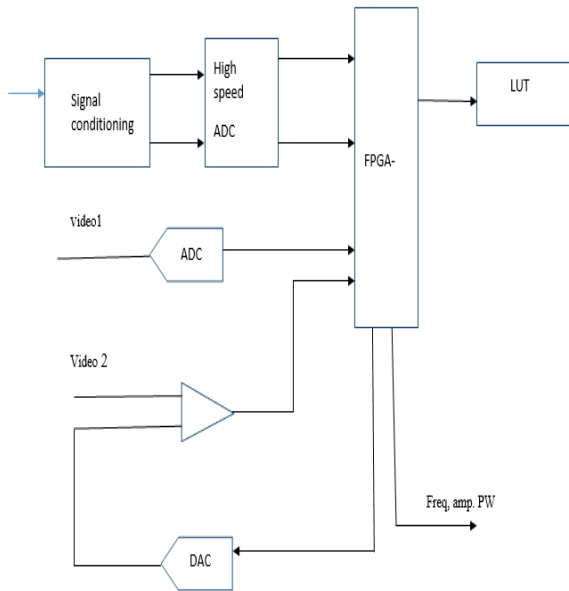 Signal
conditioning
High
speed
ADC
FPGA-
LUT
video1
ADC
Video 2
Freq, amp. PW
DAC